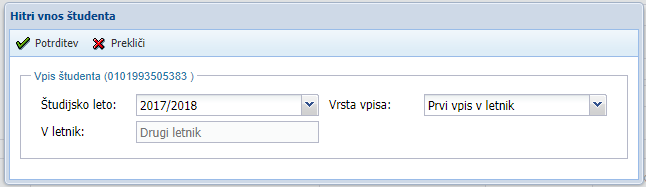 Hitri vnos študenta
Potrditev Prekliči
Vpis študenta (0101993505383 )
Študijsko leto: 2017/2018 Vrsta vpisa: Prvi vpis v letnik
V letnik: Drugi letnik